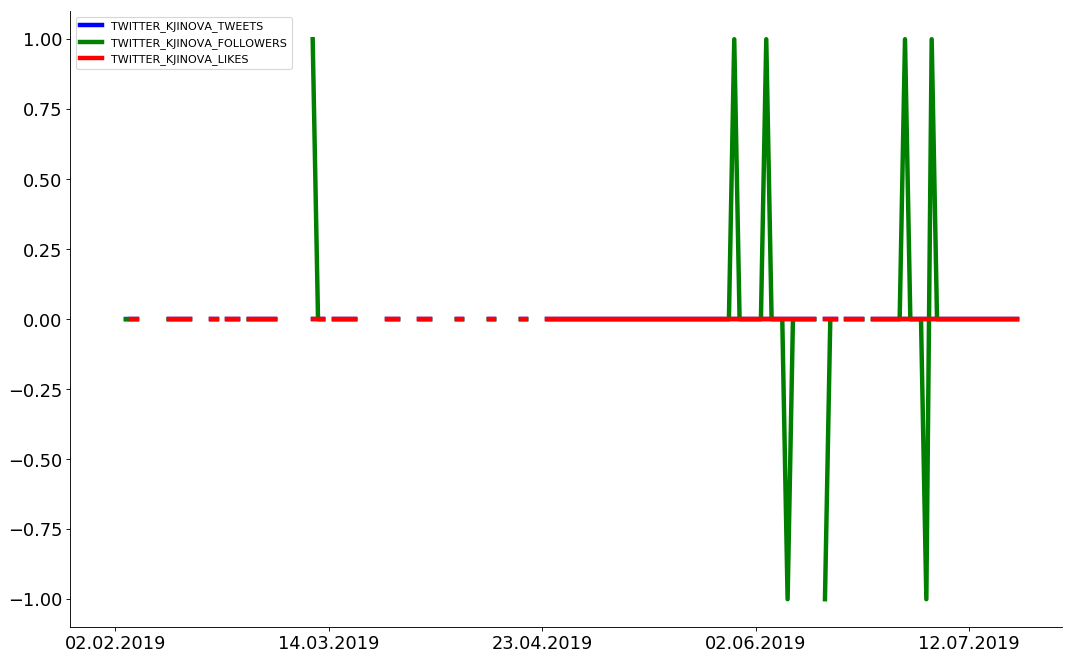 TWITTER_KJINOVA_TWEETS
TWITTER_KJINOVA_FOLLOWERS
TWITTER_KJINOVA_LIKES
1.00
0.75
0.50
0.25
0.00
−0.25
−0.50
−0.75
−1.00
02.02.2019 14.03.2019 23.04.2019 02.06.2019 12.07.2019